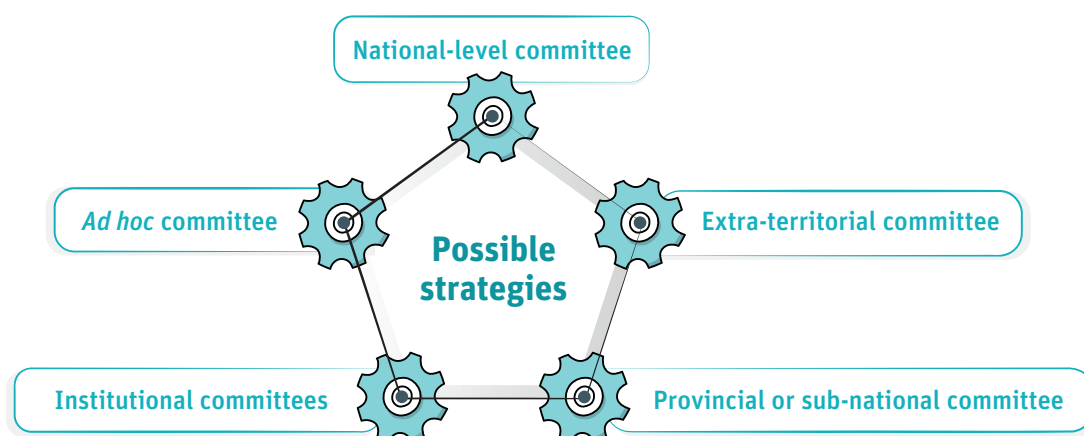 National-level committee
Ad hoc committee
Extra-territorial committee
Possible
strategies
Institutional committees
Provincial or sub-national committee